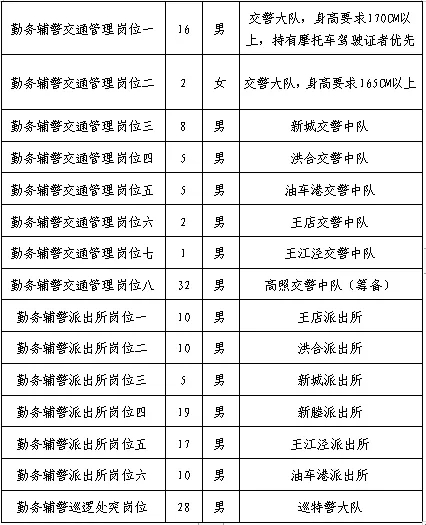 勤务辅警交通管理岗位一 16 男 交警大队，身高要求170CM以
上，持有摩托车驾驶证者优先
勤务辅警交通管理岗位二 2 女 交警大队，身高要求165CM以上
勤务辅警交通管理岗位三 8 男 新城交警中队
勤务辅警交通管理岗位四 5 男 洪合交警中队
勤务辅警交通管理岗位五 5 男 油车港交警中队
勤务辅警交通管理岗位六 2 男 王店交警中队
勤务辅警交通管理岗位七 1 男 王江泾交警中队
勤务辅警交通管理岗位八 32 男 高照交警中队（筹备）
勤务辅警派出所岗位一 10 男 王店派出所
勤务辅警派出所岗位二 10 男 洪合派出所
勤务辅警派出所岗位三 5 男 新城派出所
勤务辅警派出所岗位四 19 男 新塍派出所
勤务辅警派出所岗位五 17 男 王江泾派出所
勤务辅警派出所岗位六 10 男 油车港派出所
勤务辅警巡逻处突岗位 28 男 巡特警大队